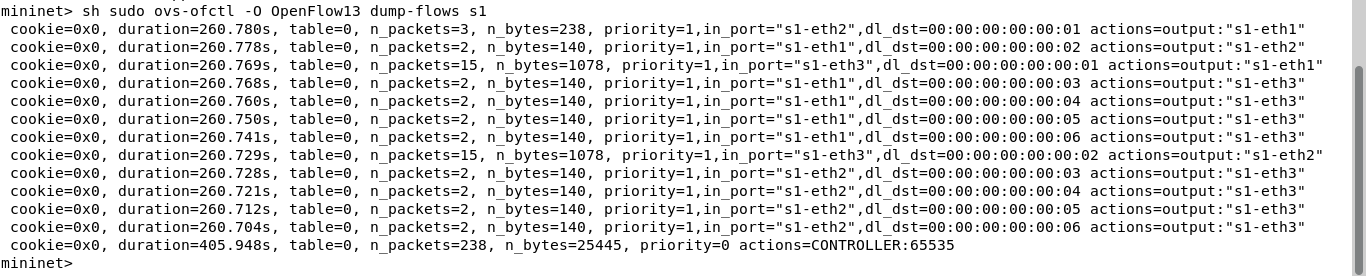 mininet> sh sudo ovs-ofctl -O OpenFlow13 dump-flows s1
cookie=0x0, duration=260.780s, table=0, n_packets=3, n_bytes=238, priority=1,in_port="s1-eth2",dl_dst=00:00:00:00:00:01 actions=output:"s1-eth1"
cookie=0x0, duration=260.778s, table=0, n_packets=2, n_bytes=140, priority=1,in_port="s1-eth1",dl_dst=00:00:00:00:00:02 actions=output:"s1-eth2"
cookie=0x0, duration=260.769s, table=0, n_packets=15, n_bytes=1078, priority=1,in_port="s1-eth3",dl_dst=00:00:00:00:00:01 actions=output:"s1-eth1"
cookie=0x0, duration=260.768s, table=0, n_packets=2, n_bytes=140, priority=1,in_port="s1-eth1",dl_dst=00:00:00:00:00:03 actions=output:"s1-eth3"
cookie=0x0, duration=260.760s, table=0, n_packets=2, n_bytes=140, priority=1,in_port="s1-eth1",dl_dst=00:00:00:00:00:04 actions=output:"s1-eth3"
cookie=0x0, duration=260.750s, table=0, n_packets=2, n_bytes=140, priority=1,in_port="s1-eth1",dl_dst=00:00:00:00:00:05 actions=output:"s1-eth3"
cookie=0x0, duration=260.741s, table=0, n_packets=2, n_bytes=140, priority=1,in_port="s1-eth1",dl_dst=00:00:00:00:00:06 actions=output:"s1-eth3"
cookie=0x0, duration=260.729s, table=0, n_packets=15, n_bytes=1078, priority=1,in_port="s1-eth3",dl_dst=00:00:00:00:00:02 actions=output:"s1-eth2"
cookie=0x0, duration=260.728s, table=0, n_packets=2, n_bytes=140, priority=1,in_port="s1-eth2",dl_dst=00:00:00:00:00:03 actions=output:"s1-eth3"
cookie=0x0, duration=260.721s, table=0, n_packets=2, n_bytes=140, priority=1,in_port="s1-eth2",dl_dst=00:00:00:00:00:04 actions=output:"s1-eth3"
cookie=0x0, duration=260.712s, table=0, n_packets=2, n_bytes=140, priority=1,in_port="s1-eth2",dl_dst=00:00:00:00:00:05 actions=output:"s1-eth3"
cookie=0x0, duration=260.704s, table=0, n_packets=2, n_bytes=140, priority=1,in_port="s1-eth2",dl_dst=00:00:00:00:00:06 actions=output:"s1-eth3"
cookie=0x0, duration=405.948s, table=0, n_packets=238, n_bytes=25445, priority=0 actions=CONTROLLER:65535
mininet>